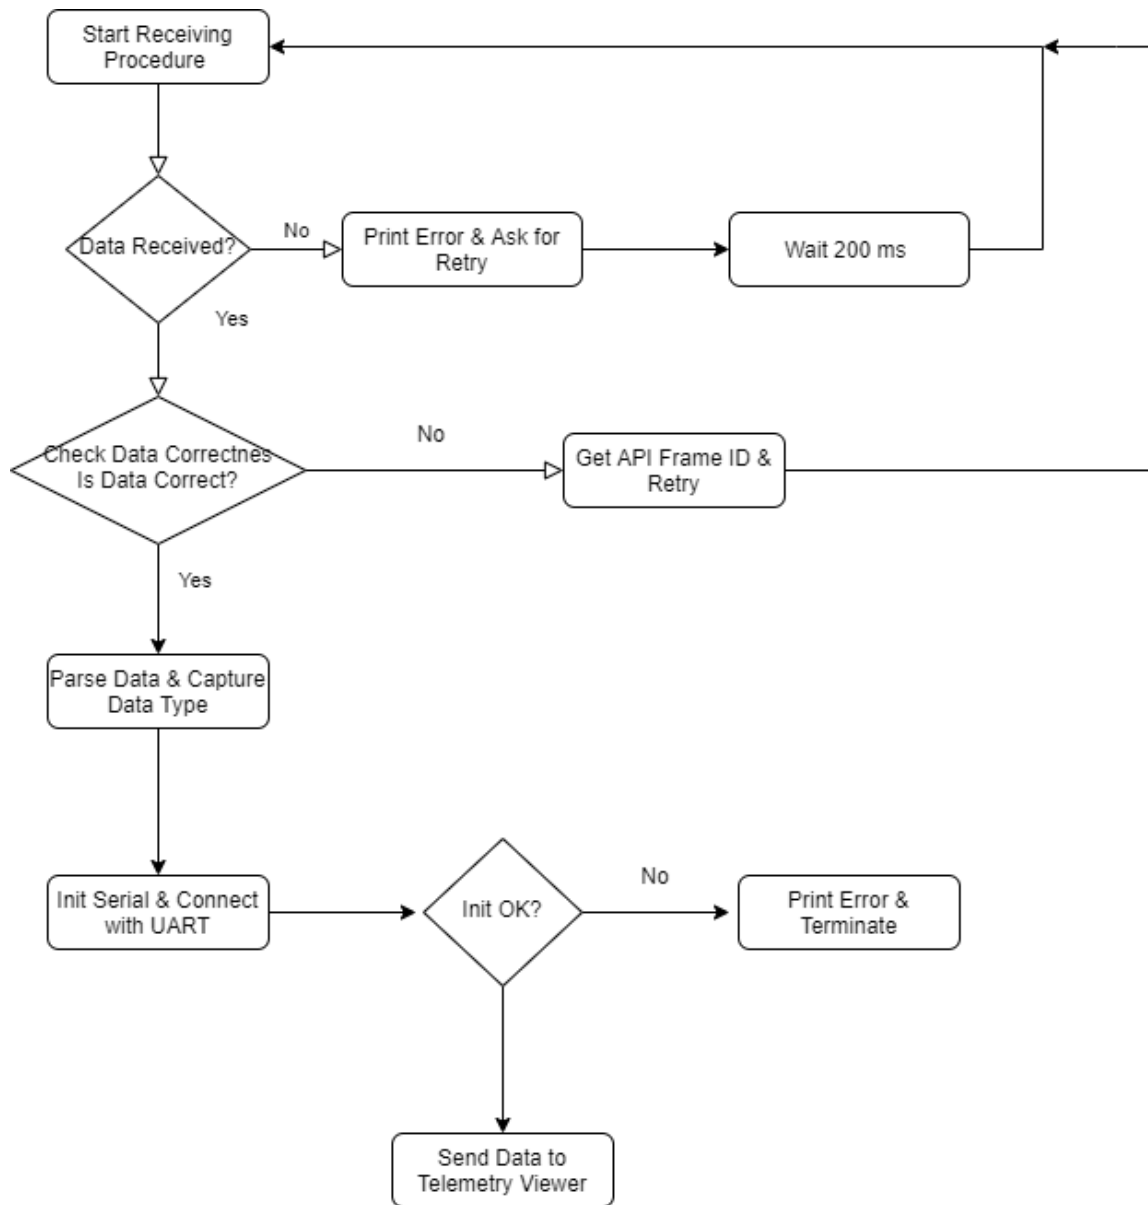 Start Receiving
Procedure
Data Received?
No
Print Error & Ask for
Retry
Wait 200 ms
Yes
Check Data Correctnes
Is Data Correct?
No
Get API Frame ID &
Retry
Yes
Parse Data & Capture
Data Type
Init Serial & Connect
with UART
Init OK?
No
Print Error &
Terminate
Send Data to
Telemetry Viewer